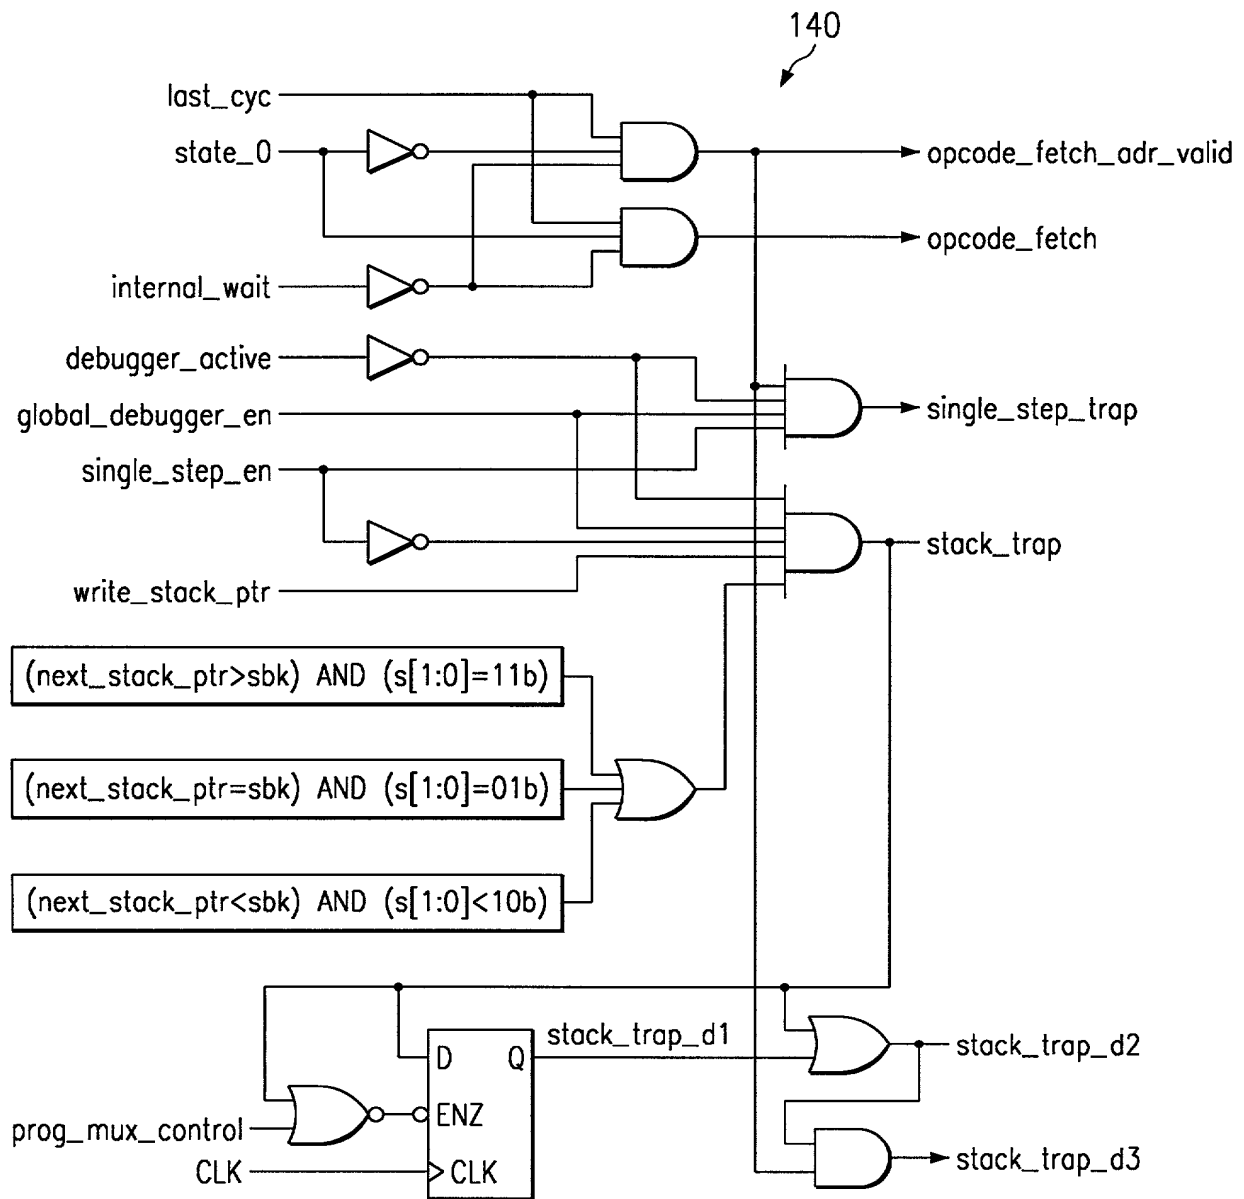 140
last_cyc
state_0
opcode_fetch_adr_valid
opcode_fetch
internal_wait
debugger_active
global_debugger_en
single_step_trap
single_step_en
stack_trap
write_stack_ptr
(next_stack_ptr>sbk) AND (s[1:0]=11b)
(next_stack_ptr=sbk) AND (s[1:0]=01b)
(next_stack_ptr<sbk) AND (s[1:0]<10b)
stack_trap_d1
D Q
stack_trap_d2
ENZ
prog_mux_control
CLK
CLK
stack_trap_d3